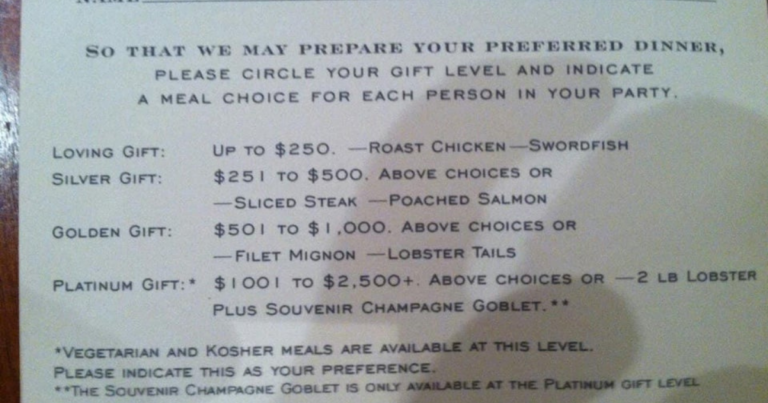 SO THAT WE MAY PREPARE YOUR PREFERRED DINNER,
PLEASE CIRCLE YOUR GIFT LEVEL AND INDICATE
A MEAL CHOICE FOR EACH PERSON IN YOUR PARTY.
LOVING GIFT: UP TO $250. —ROAST CHICKEN —SWORDFISH
SILVER GIFT: $251 TO $500. ABOVE CHOICES OR
—SLICED STEAK —POACHED SALMON
GOLDEN GIFT: $501 TO $1,000. ABOVE CHOICES OR
—FILET MIGNON —LOBSTER TAILS
PLATINUM GIFT:* $1001 TO $2,500+. ABOVE CHOICES OR —2 LB LOBSTER
PLUS SOUVENIR CHAMPAGNE GOBLET.**
*VEGETARIAN AND KOSHER MEALS ARE AVAILABLE AT THIS LEVEL.
PLEASE INDICATE THIS AS YOUR PREFERENCE.
**THE SOUVENIR CHAMPAGNE GOBLET IS ONLY AVAILABLE AT THE PLATINUM GIFT LEVEL